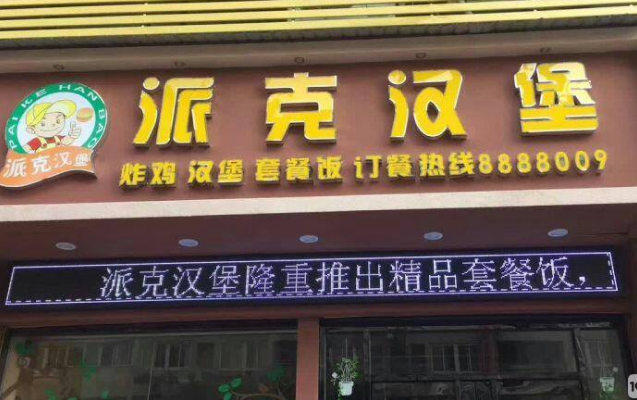 PAI KE HAN BAO
派克汉堡
派克汉堡
炸鸡 汉堡 套餐饭 订餐热线8888009
派克汉堡隆重推出精品套餐饭，